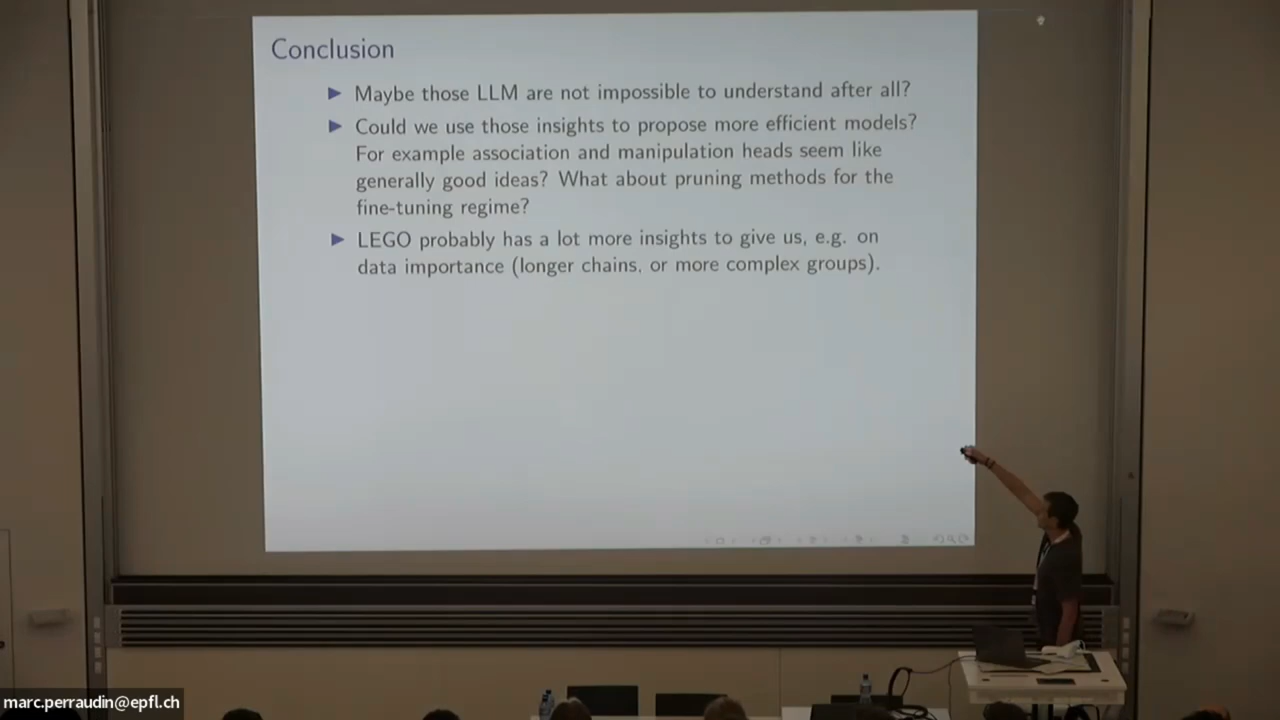 Conclusion
Maybe those LLM are not impossible to understand after all?
Could we use those insights to propose more efficient models?
For example association and manipulation heads seem like
generally good ideas? What about pruning methods for the
fine-tuning regime?
LEGO probably has a lot more insights to give us, e.g. on
data importance (longer chains, or more complex groups).
marc.perraudin@epfl.ch